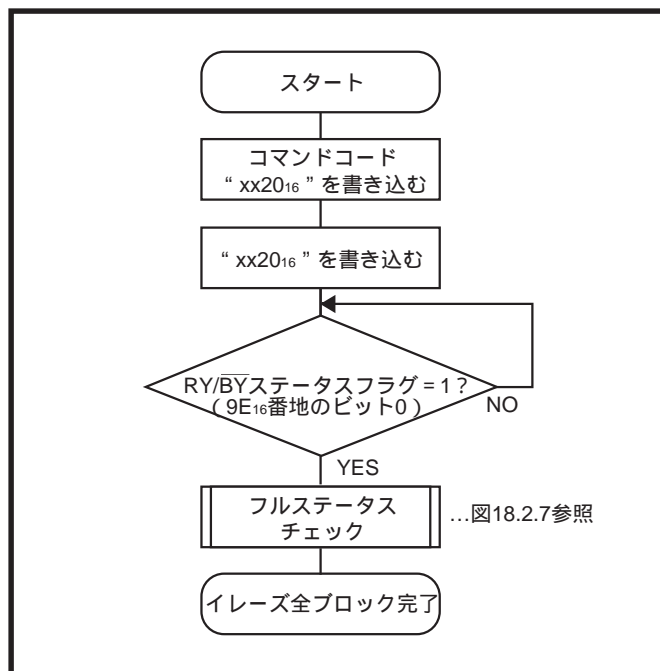 スタート
コマンドコード
“ xx20₁₆ ” を書き込む
“ xx20₁₆ ” を書き込む
RY/B̅Y̅ステータスフラグ = 1 ?
( 9E₁₆番地のビット0 )
NO
YES
フルステータス
チェック
...図18.2.7参照
イレーズ全ブロック完了